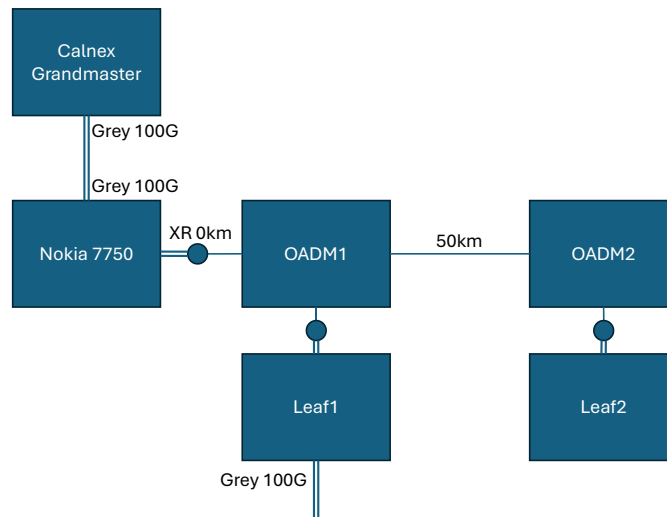 Calnex
Grandmaster
Grey 100G
Grey 100G
Nokia 7750
XR 0km
OADM1
50km
OADM2
Leaf1
Leaf2
Grey 100G